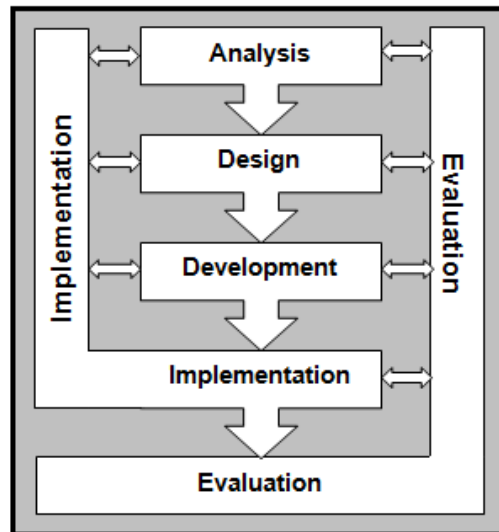 Analysis
Design
Development
Implementation
Evaluation
Implementation
Evaluation